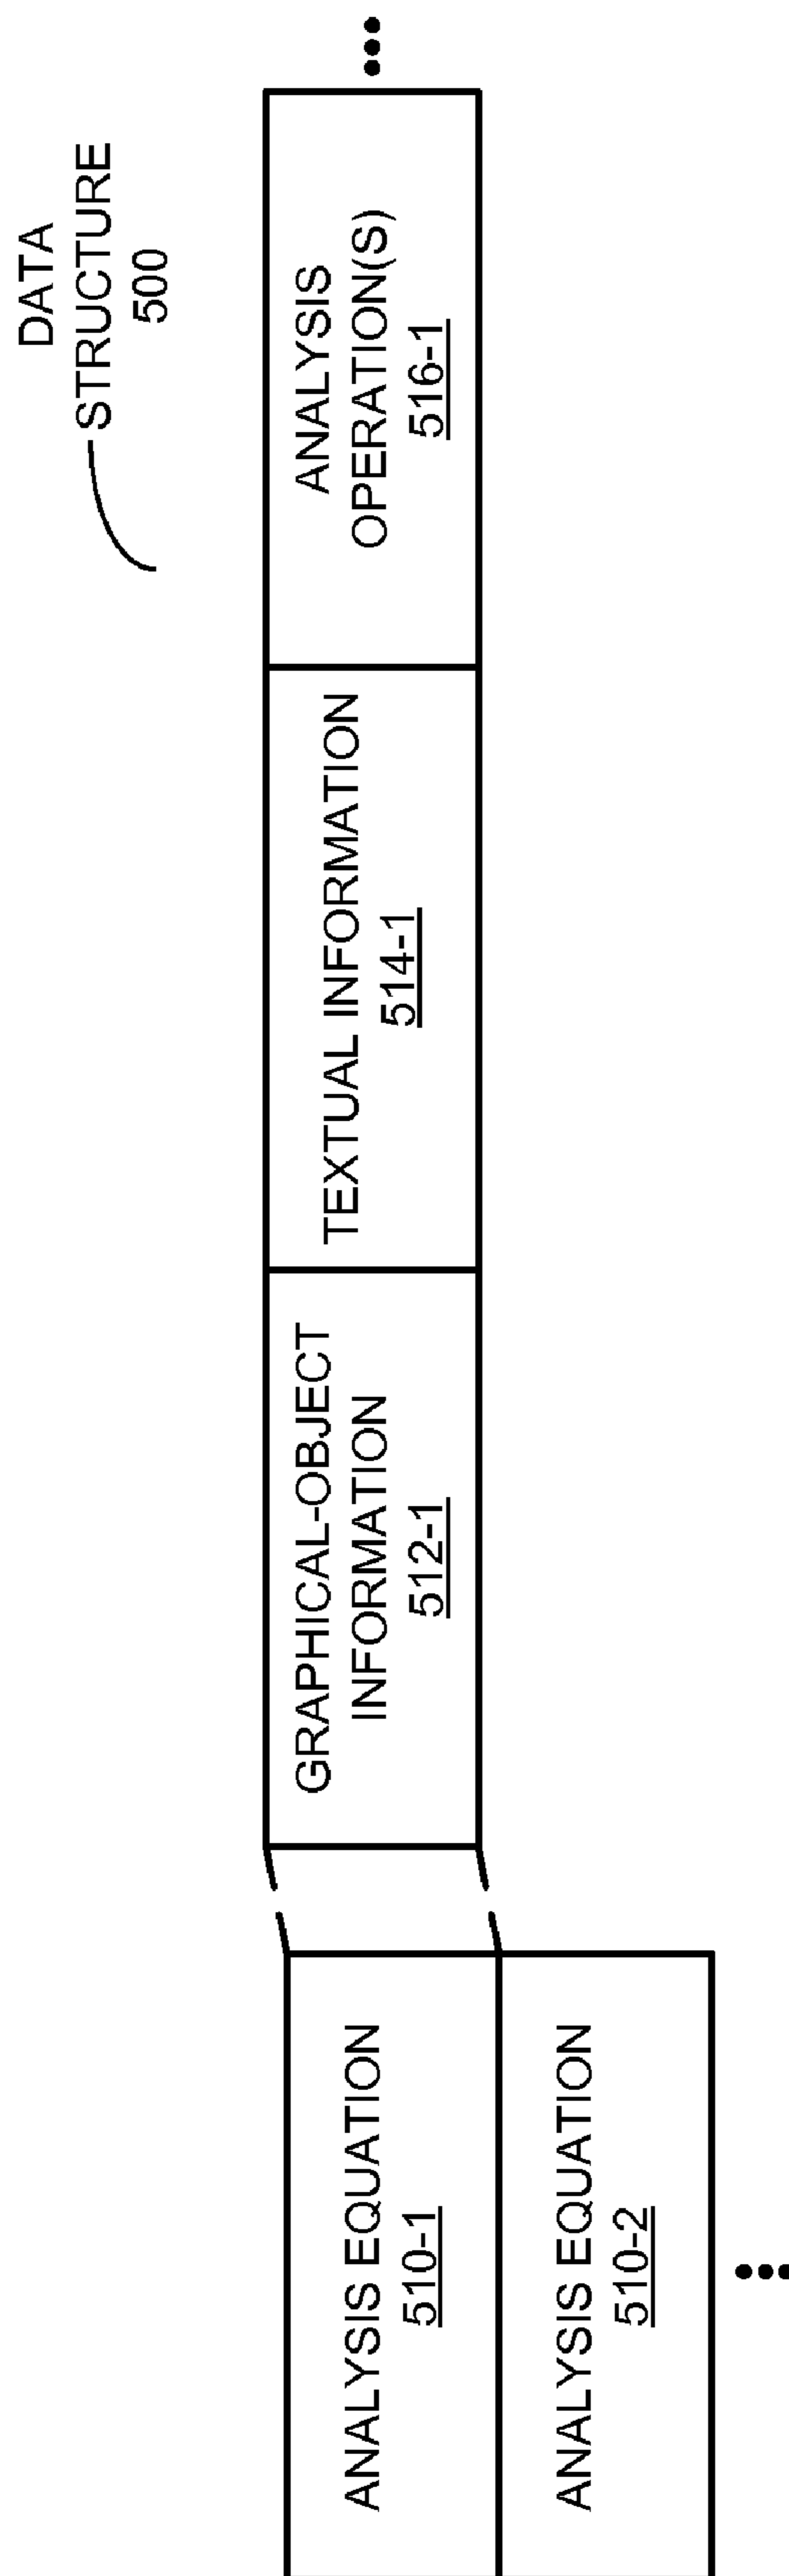 DATA
STRUCTURE
500
ANALYSIS EQUATION
510-1
GRAPHICAL-OBJECT
INFORMATION
512-1
TEXTUAL INFORMATION
514-1
ANALYSIS
OPERATION(S)
516-1
ANALYSIS EQUATION
510-2